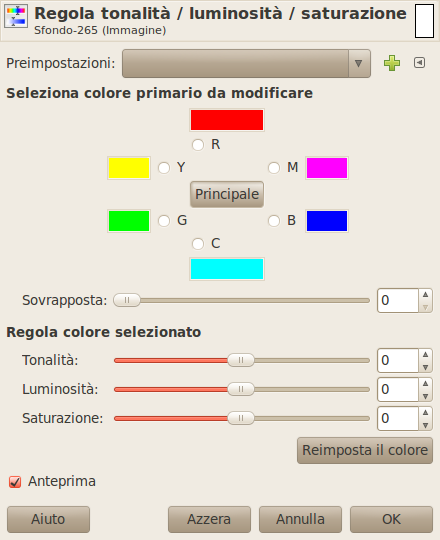 Regola tonalità / luminosità / saturazione
Sfondo-265 (Immagine)
Preimpostazioni:
Seleziona colore primario da modificare
R
Y M
Principale
G B
C
Sovrapposta: 0
Regola colore selezionato
Tonalità: 0
Luminosità: 0
Saturazione: 0
Reimposta il colore
Anteprima
Aiuto Azzera Annulla OK